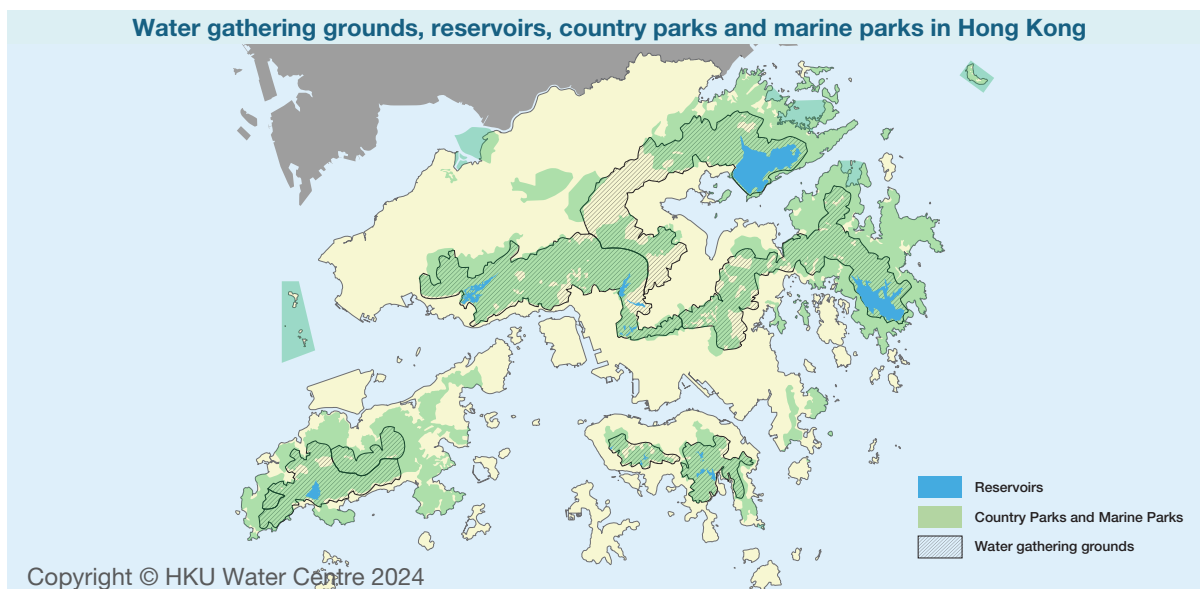 Water gathering grounds, reservoirs, country parks and marine parks in Hong Kong
Reservoirs
Country Parks and Marine Parks
Water gathering grounds
Copyright © HKU Water Centre 2024